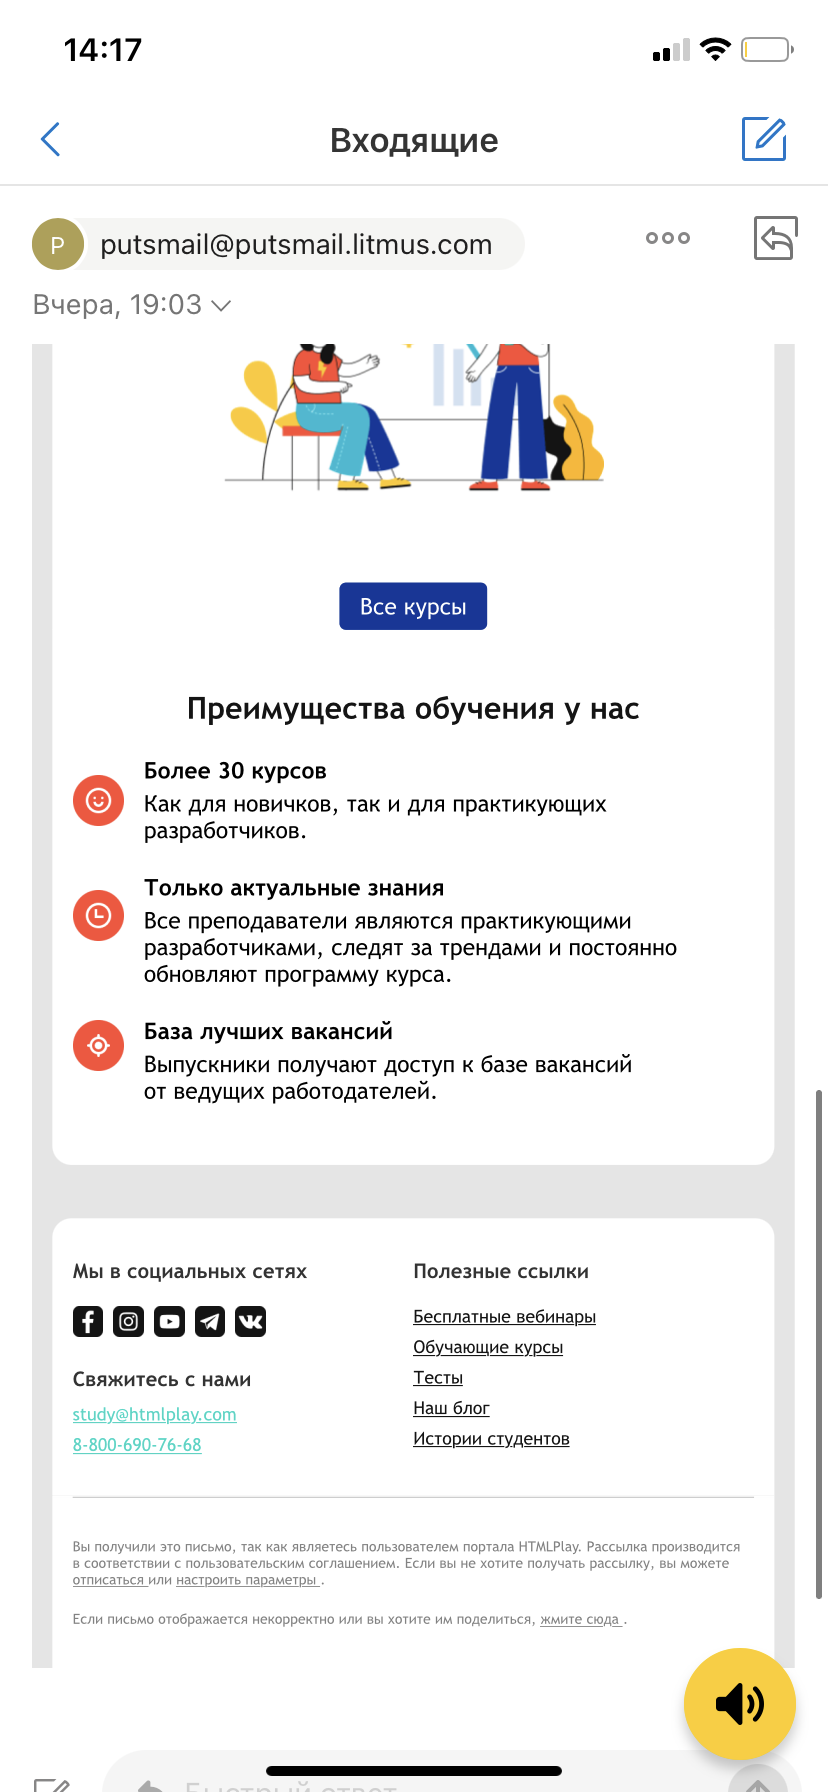 14:17
Входящие
P
putsmail@putsmail.litmus.com
Вчера, 19:03
Все курсы
Преимущества обучения у нас
Более 30 курсов
Как для новичков, так и для практикующих
разработчиков.
Только актуальные знания
Все преподаватели являются практикующими
разработчиками, следят за трендами и постоянно
обновляют программу курса.
База лучших вакансий
Выпускники получают доступ к базе вакансий
от ведущих работодателей.
Мы в социальных сетях
Свяжитесь с нами
study@htmlplay.com
8-800-690-76-68
Полезные ссылки
Бесплатные вебинары
Обучающие курсы
Тесты
Наш блог
Истории студентов
Вы получили это письмо, так как являетесь пользователем портала HTMLPlay. Рассылка производится
в соответствии с пользовательским соглашением. Если вы не хотите получать рассылку, вы можете
отписаться или настроить параметры .
Если письмо отображается некорректно или вы хотите им поделиться, жмите сюда .
Быстрый ответ